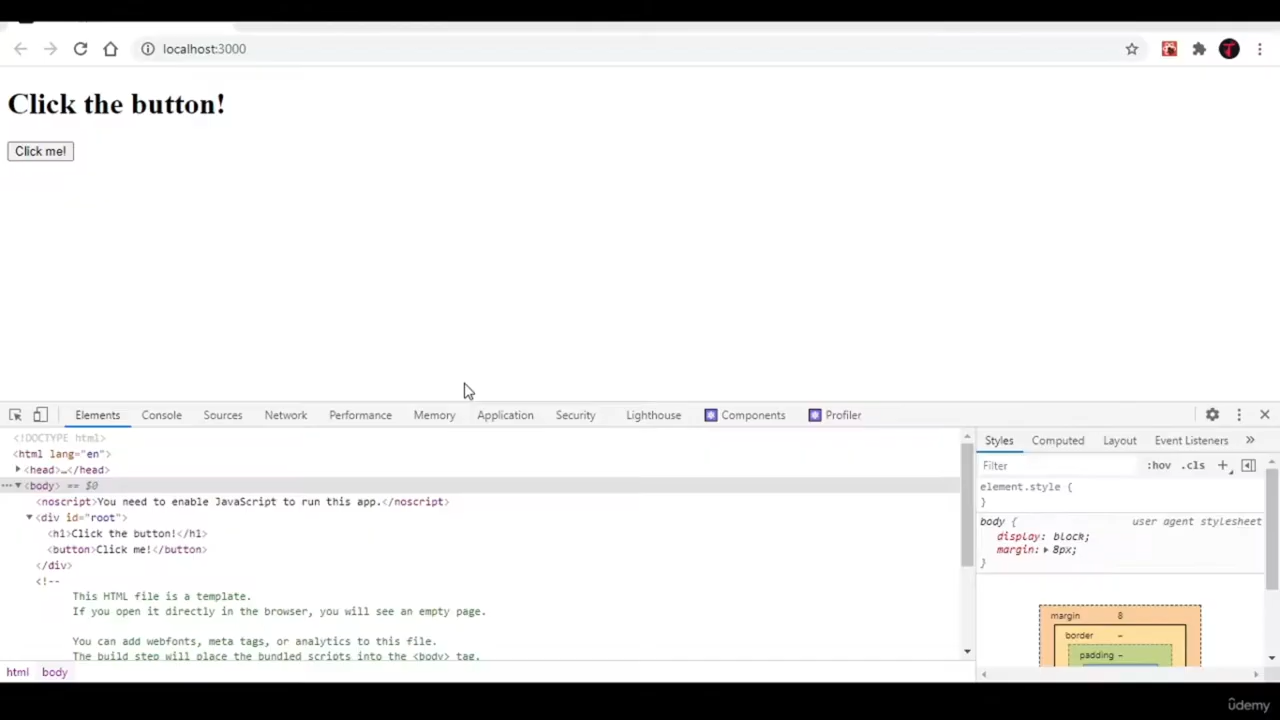 localhost:3000
Click the button!
Click me!
Elements Console Sources Network Performance Memory Application Security Lighthouse Components Profiler
<!DOCTYPE html>
<html lang="en">
<head>…</head>
<body> == $0
<noscript>You need to enable JavaScript to run this app.</noscript>
<div id="root">
<h1>Click the button!</h1>
<button>Click me!</button>
</div>
<!--
This HTML file is a template.
If you open it directly in the browser, you will see an empty page.
You can add webfonts, meta tags, or analytics to this file.
The build step will place the bundled scripts into the <body> tag.
html body
Styles Computed Layout Event Listeners »
Filter :hov .cls +
element.style {
}
body { user agent stylesheet
display: block;
margin: 8px;
}
margin 8
border –
padding –
ûdemy